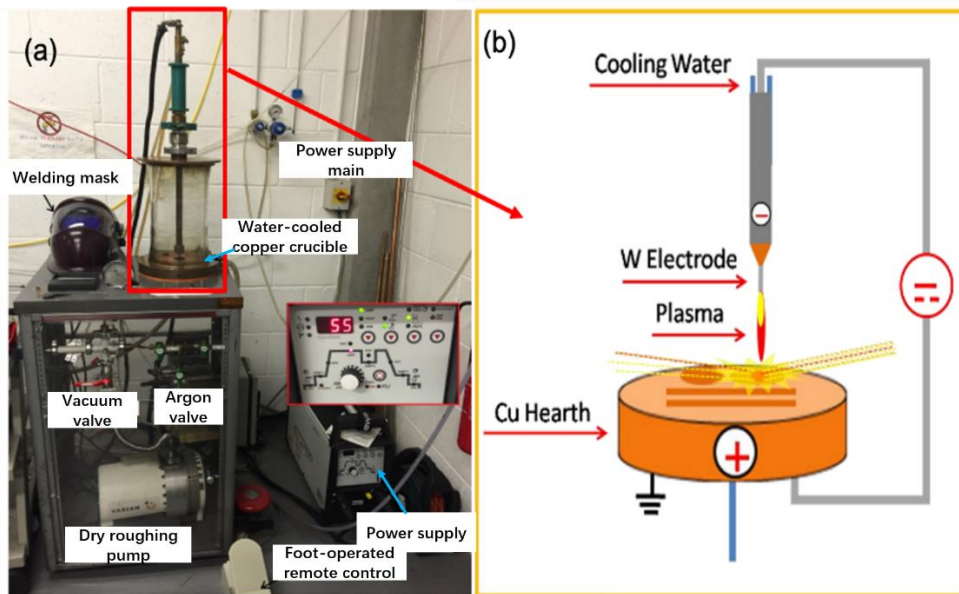 (a)
Welding mask
Power supply
main
Water-cooled
copper crucible
55
Vacuum
valve
Argon
valve
VARIAN
Dry roughing
pump
Power supply
Foot-operated
remote control
(b)
Cooling Water
−
W Electrode
Plasma
Cu Hearth
+